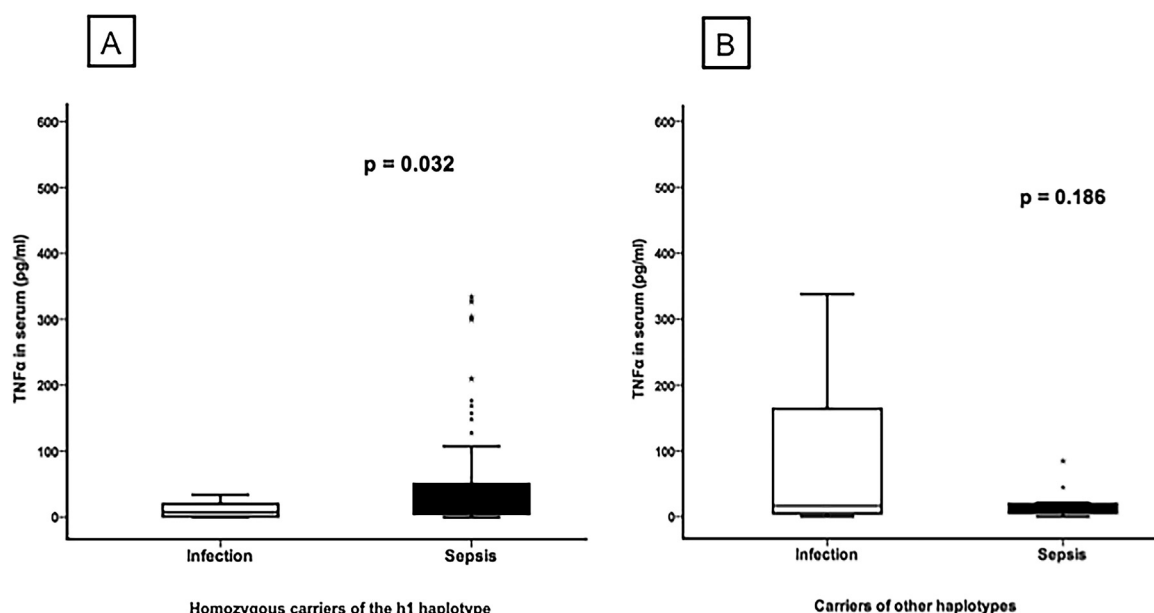 A
B
p = 0.032
p = 0.186
TNFα in serum (pg/ml)
600
500
400
300
200
100
0
Infection
Sepsis
Homozygous carriers of the h1 haplotype
TNFα in serum (pg/ml)
600
500
400
300
200
100
0
Infection
Sepsis
Carriers of other haplotypes